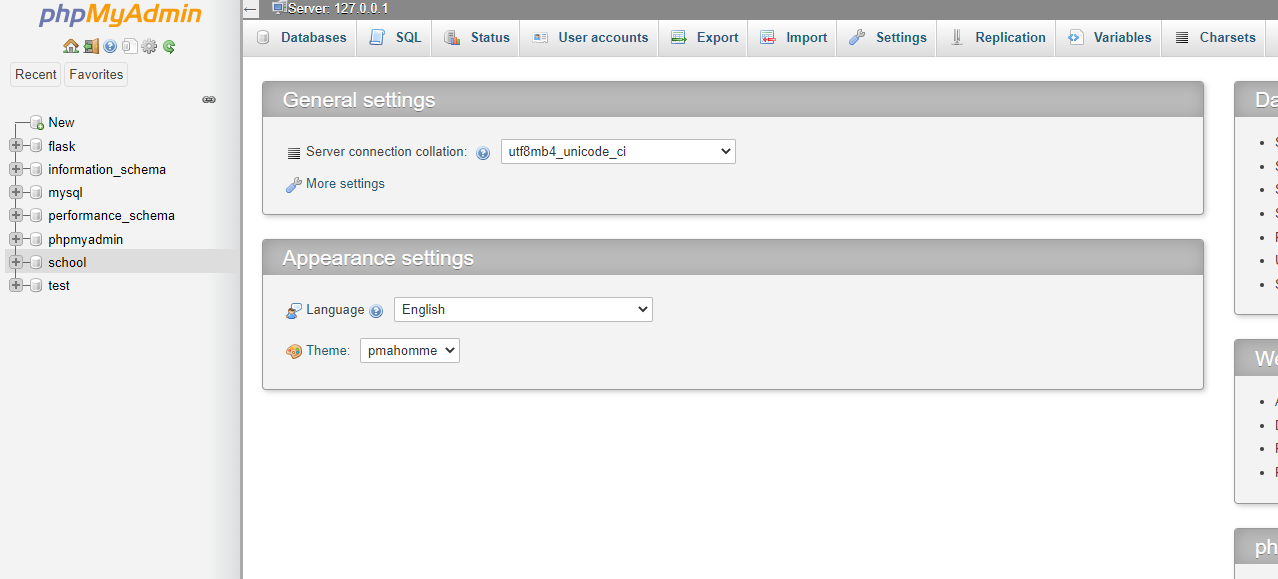 phpMyAdmin
Recent Favorites
New
flask
information_schema
mysql
performance_schema
phpmyadmin
school
test
Server: 127.0.0.1
Databases SQL Status User accounts Export Import Settings Replication Variables Charsets
General settings
Server connection collation: utf8mb4_unicode_ci
More settings
Appearance settings
Language English
Theme: pmahomme
Da
We
ph